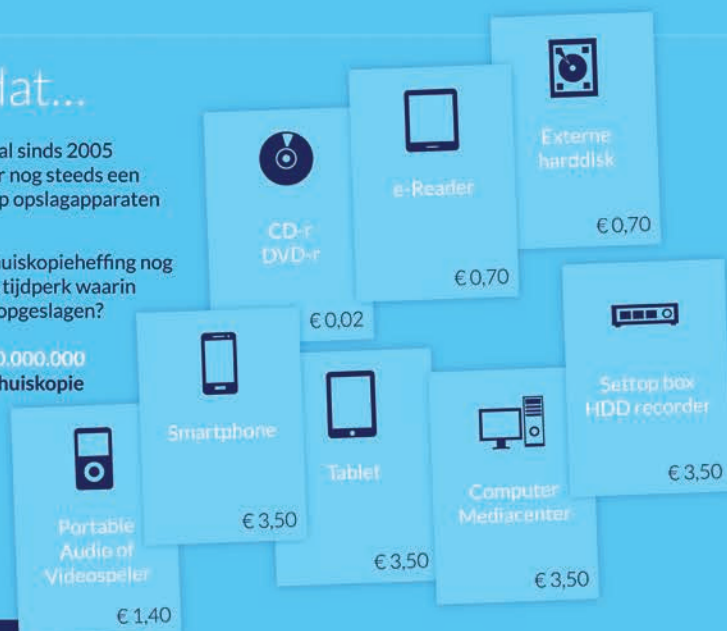 lat...
al sinds 2005
r nog steeds een
p opslagapparaten
uiskopieheffing nog
tijdperk waarin
opgeslagen?
0.000.000
huiskopie
CD-r
DVD-r
€ 0,02
e-Reader
€ 0,70
Externe
harddisk
€ 0,70
Portable
Audio of
Videospeler
€ 1,40
Smartphone
€ 3,50
Tablet
€ 3,50
Computer
Mediacenter
€ 3,50
Settop box
HDD recorder
€ 3,50